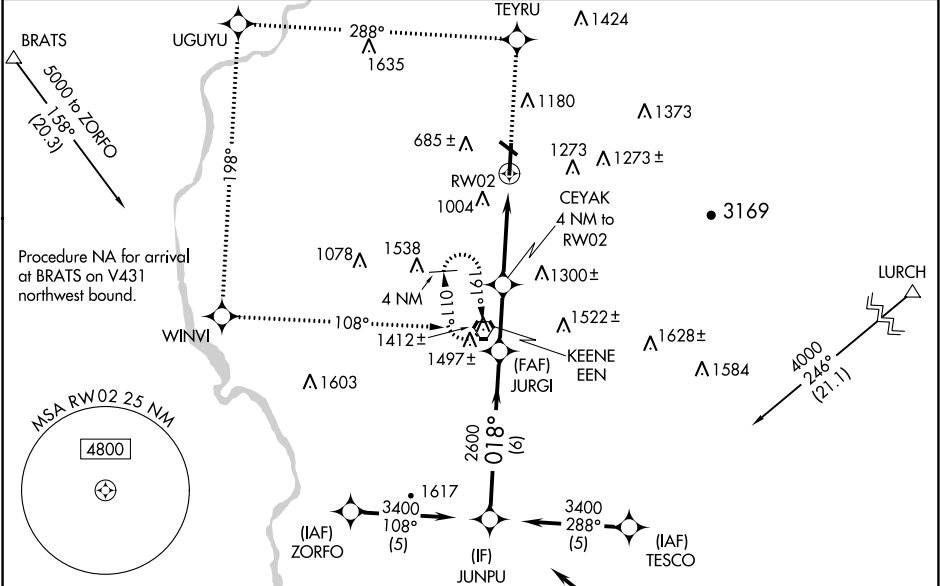 TEYRU
1424
UGUYU
288°
BRATS
1635
5000 to ZORFO
158°
(20.3)
1180
1373
685 ±
1273
1273 ±
198°
RW02
1004
CEYAK
4 NM to
RW02
3169
Procedure NA for arrival
at BRATS on V431
northwest bound.
1078
1538
4 NM
011°
191°
1300 ±
LURCH
WINVI
108°
1412 ±
1497 ±
1522 ±
KEENE
EEN
1628 ±
(FAF)
JURGI
1584
4000
246°
(21.1)
1603
MSA RW02 25 NM
4800
2600
018°
(6)
1617
3400
108°
(5)
3400
288°
(5)
(IAF)
ZORFO
(IF)
JUNPU
(IAF)
TESCO